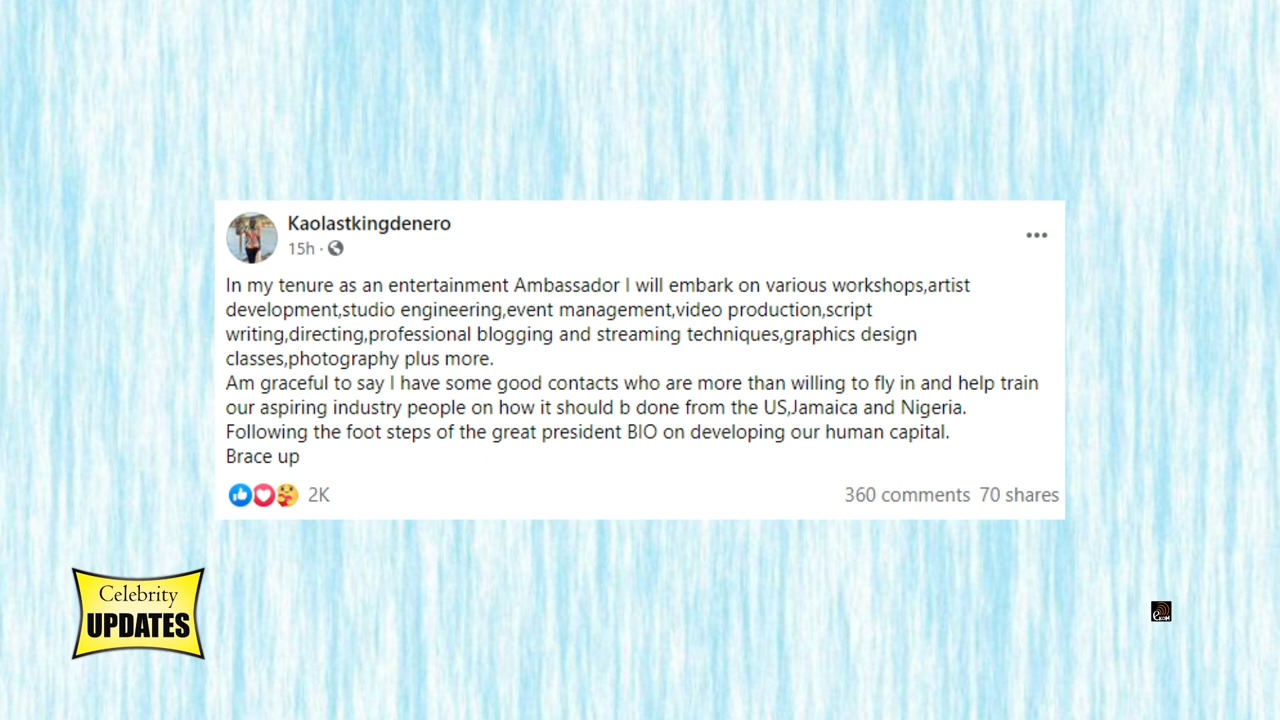 Kaolastkingdenero
15h ·
In my tenure as an entertainment Ambassador I will embark on various workshops,artist
development,studio engineering,event management,video production,script
writing,directing,professional blogging and streaming techniques,graphics design
classes,photography plus more.
Am graceful to say I have some good contacts who are more than willing to fly in and help train
our aspiring industry people on how it should b done from the US,Jamaica and Nigeria.
Following the foot steps of the great president BIO on developing our human capital.
Brace up
2K 360 comments 70 shares
Celebrity
UPDATES